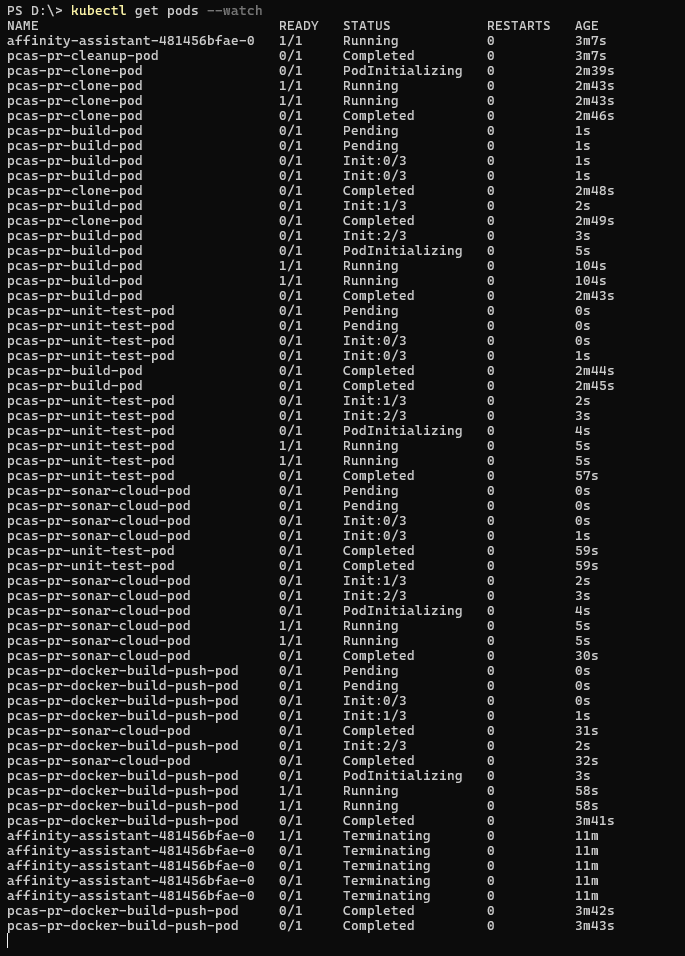 PS D:\> kubectl get pods --watch
NAME                              READY   STATUS            RESTARTS   AGE
affinity-assistant-481456bfae-0   1/1     Running           0          3m7s
pcas-pr-cleanup-pod               0/1     Completed         0          3m7s
pcas-pr-clone-pod                 0/1     PodInitializing   0          2m39s
pcas-pr-clone-pod                 1/1     Running           0          2m43s
pcas-pr-clone-pod                 1/1     Running           0          2m43s
pcas-pr-clone-pod                 0/1     Completed         0          2m46s
pcas-pr-build-pod                 0/1     Pending           0          1s
pcas-pr-build-pod                 0/1     Pending           0          1s
pcas-pr-build-pod                 0/1     Init:0/3          0          1s
pcas-pr-build-pod                 0/1     Init:0/3          0          1s
pcas-pr-clone-pod                 0/1     Completed         0          2m48s
pcas-pr-build-pod                 0/1     Init:1/3          0          2s
pcas-pr-clone-pod                 0/1     Completed         0          2m49s
pcas-pr-build-pod                 0/1     Init:2/3          0          3s
pcas-pr-build-pod                 0/1     PodInitializing   0          5s
pcas-pr-build-pod                 1/1     Running           0          104s
pcas-pr-build-pod                 1/1     Running           0          104s
pcas-pr-build-pod                 0/1     Completed         0          2m43s
pcas-pr-unit-test-pod             0/1     Pending           0          0s
pcas-pr-unit-test-pod             0/1     Pending           0          0s
pcas-pr-unit-test-pod             0/1     Init:0/3          0          0s
pcas-pr-unit-test-pod             0/1     Init:0/3          0          1s
pcas-pr-build-pod                 0/1     Completed         0          2m44s
pcas-pr-build-pod                 0/1     Completed         0          2m45s
pcas-pr-unit-test-pod             0/1     Init:1/3          0          2s
pcas-pr-unit-test-pod             0/1     Init:2/3          0          3s
pcas-pr-unit-test-pod             0/1     PodInitializing   0          4s
pcas-pr-unit-test-pod             1/1     Running           0          5s
pcas-pr-unit-test-pod             1/1     Running           0          5s
pcas-pr-unit-test-pod             0/1     Completed         0          57s
pcas-pr-sonar-cloud-pod           0/1     Pending           0          0s
pcas-pr-sonar-cloud-pod           0/1     Pending           0          0s
pcas-pr-sonar-cloud-pod           0/1     Init:0/3          0          0s
pcas-pr-sonar-cloud-pod           0/1     Init:0/3          0          1s
pcas-pr-unit-test-pod             0/1     Completed         0          59s
pcas-pr-unit-test-pod             0/1     Completed         0          59s
pcas-pr-sonar-cloud-pod           0/1     Init:1/3          0          2s
pcas-pr-sonar-cloud-pod           0/1     Init:2/3          0          3s
pcas-pr-sonar-cloud-pod           0/1     PodInitializing   0          4s
pcas-pr-sonar-cloud-pod           1/1     Running           0          5s
pcas-pr-sonar-cloud-pod           1/1     Running           0          5s
pcas-pr-sonar-cloud-pod           0/1     Completed         0          30s
pcas-pr-docker-build-push-pod     0/1     Pending           0          0s
pcas-pr-docker-build-push-pod     0/1     Pending           0          0s
pcas-pr-docker-build-push-pod     0/1     Init:0/3          0          0s
pcas-pr-docker-build-push-pod     0/1     Init:1/3          0          1s
pcas-pr-sonar-cloud-pod           0/1     Completed         0          31s
pcas-pr-docker-build-push-pod     0/1     Init:2/3          0          2s
pcas-pr-sonar-cloud-pod           0/1     Completed         0          32s
pcas-pr-docker-build-push-pod     0/1     PodInitializing   0          3s
pcas-pr-docker-build-push-pod     1/1     Running           0          58s
pcas-pr-docker-build-push-pod     1/1     Running           0          58s
pcas-pr-docker-build-push-pod     0/1     Completed         0          3m41s
affinity-assistant-481456bfae-0   1/1     Terminating       0          11m
affinity-assistant-481456bfae-0   0/1     Terminating       0          11m
affinity-assistant-481456bfae-0   0/1     Terminating       0          11m
affinity-assistant-481456bfae-0   0/1     Terminating       0          11m
affinity-assistant-481456bfae-0   0/1     Terminating       0          11m
pcas-pr-docker-build-push-pod     0/1     Completed         0          3m42s
pcas-pr-docker-build-push-pod     0/1     Completed         0          3m43s